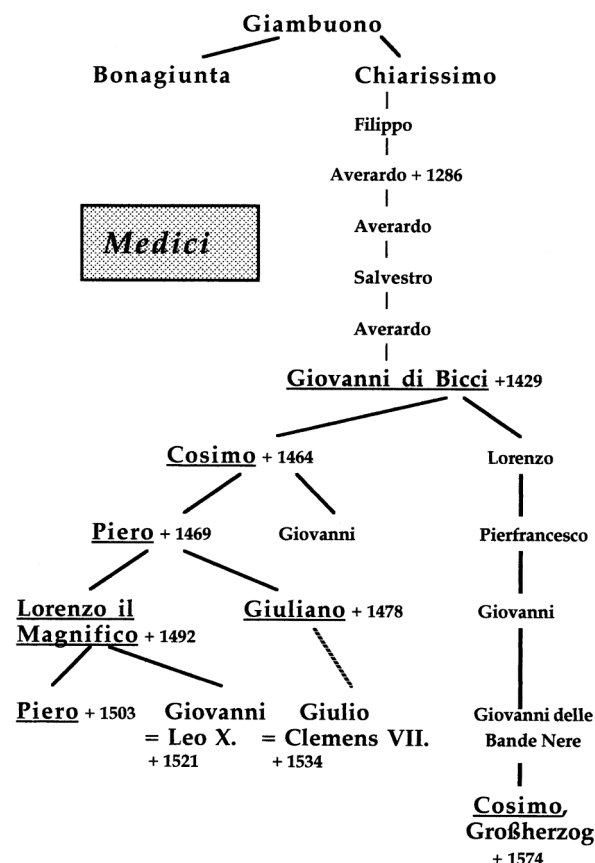 Giambuono
Bonagiunta Chiarissimo
Filippo
Averardo + 1286
Averardo
Medici
Salvestro
Averardo
Giovanni di Bicci +1429
Cosimo + 1464 Lorenzo
Piero + 1469 Giovanni Pierfrancesco
Lorenzo il
Magnifico + 1492
Giuliano + 1478
Giovanni
Piero + 1503
Giovanni
= Leo X.
+ 1521
Giulio
= Clemens VII.
+ 1534
Giovanni delle
Bande Nere
Cosimo,
Großherzog
+ 1574